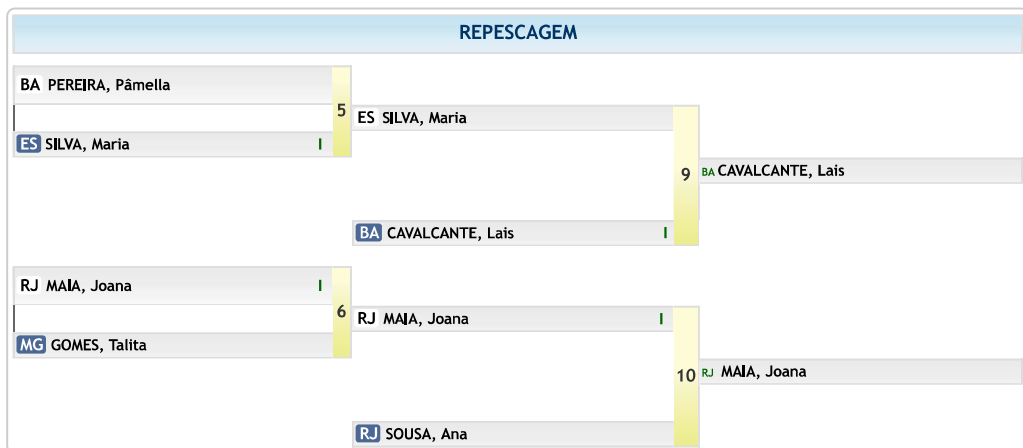 REPESCAGEM
BA PEREIRA, Pâmella
5
ES SILVA, Maria I
ES SILVA, Maria
9
BA CAVALCANTE, Lais
BA CAVALCANTE, Lais I
RJ MAIA, Joana I
6
MG GOMES, Talita
RJ MAIA, Joana I
10
RJ MAIA, Joana
RJ SOUSA, Ana